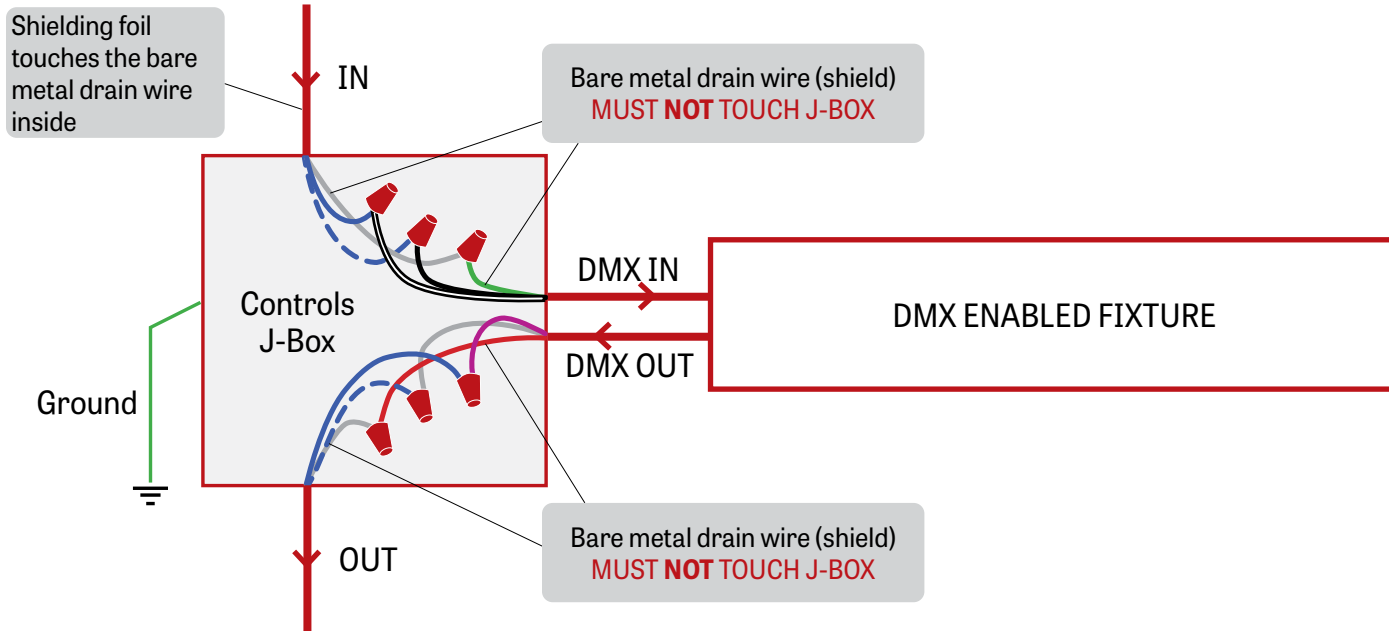 Shielding foil
touches the bare
metal drain wire
inside
IN
Bare metal drain wire (shield)
MUST NOT TOUCH J-BOX
Controls
J-Box
DMX IN
DMX OUT
DMX ENABLED FIXTURE
Ground
OUT
Bare metal drain wire (shield)
MUST NOT TOUCH J-BOX